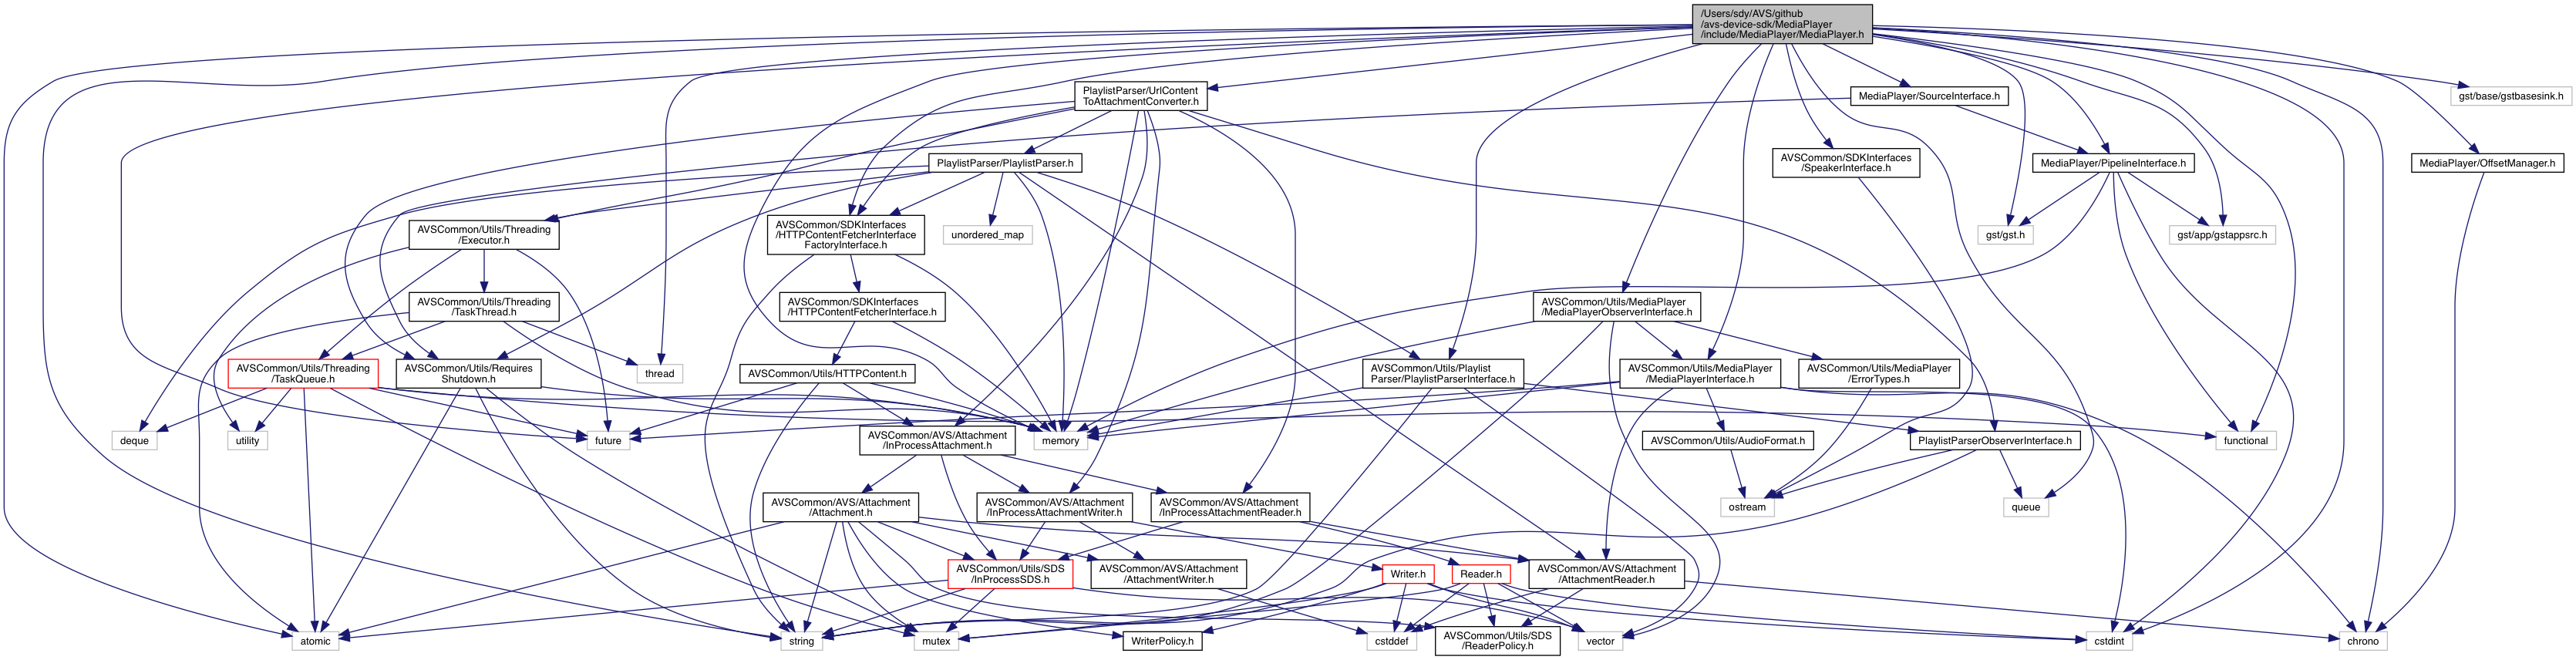 /Users/sdy/AVS/github
/avs-device-sdk/MediaPlayer
/include/MediaPlayer/MediaPlayer.h
PlaylistParser/UrlContent
ToAttachmentConverter.h
MediaPlayer/SourceInterface.h
gst/base/gstbasesink.h
PlaylistParser/PlaylistParser.h
AVSCommon/SDKInterfaces
/SpeakerInterface.h
MediaPlayer/PipelineInterface.h
MediaPlayer/OffsetManager.h
AVSCommon/Utils/Threading
/Executor.h
AVSCommon/SDKInterfaces
/HTTPContentFetcherInterface
FactoryInterface.h
unordered_map
gst/gst.h
gst/app/gstappsrc.h
AVSCommon/Utils/Threading
/TaskThread.h
AVSCommon/SDKInterfaces
/HTTPContentFetcherInterface.h
AVSCommon/Utils/MediaPlayer
/MediaPlayerObserverInterface.h
AVSCommon/Utils/Threading
/TaskQueue.h
AVSCommon/Utils/Requires
Shutdown.h
thread
AVSCommon/Utils/HTTPContent.h
AVSCommon/Utils/Playlist
Parser/PlaylistParserInterface.h
AVSCommon/Utils/MediaPlayer
/MediaPlayerInterface.h
AVSCommon/Utils/MediaPlayer
/ErrorTypes.h
deque
utility
future
AVSCommon/AVS/Attachment
/InProcessAttachment.h
memory
AVSCommon/Utils/AudioFormat.h
PlaylistParserObserverInterface.h
functional
AVSCommon/AVS/Attachment
/Attachment.h
AVSCommon/AVS/Attachment
/InProcessAttachmentWriter.h
AVSCommon/AVS/Attachment
/InProcessAttachmentReader.h
ostream
queue
AVSCommon/Utils/SDS
/InProcessSDS.h
AVSCommon/AVS/Attachment
/AttachmentWriter.h
Writer.h
Reader.h
AVSCommon/AVS/Attachment
/AttachmentReader.h
atomic
string
mutex
WriterPolicy.h
cstddef
AVSCommon/Utils/SDS
/ReaderPolicy.h
vector
cstdint
chrono